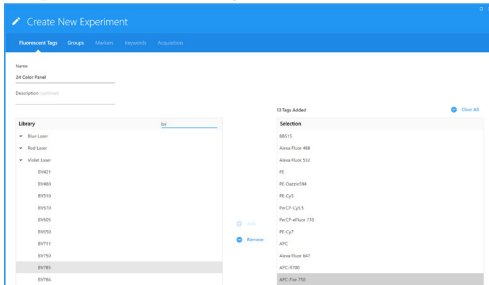 Create New Experiment
Fluorescent Tags Groups Markers Keywords Acquisition
Name
24 Color Panel
Description (optional)
13 Tags Added
Clear All
Library
Selection
Blue Laser
Red Laser
Violet Laser
BV421
BV480
BV510
BV570
BV605
BV650
BV711
BV750
BV785
BV786
Add
Remove
BB515
Alexa Fluor 488
Alexa Fluor 532
PE
PE-Dazzle594
PE-Cy5
PerCP-Cy5.5
PerCP-eFluor 710
PE-Cy7
APC
Alexa Fluor 647
APC-R700
APC-Fire 750